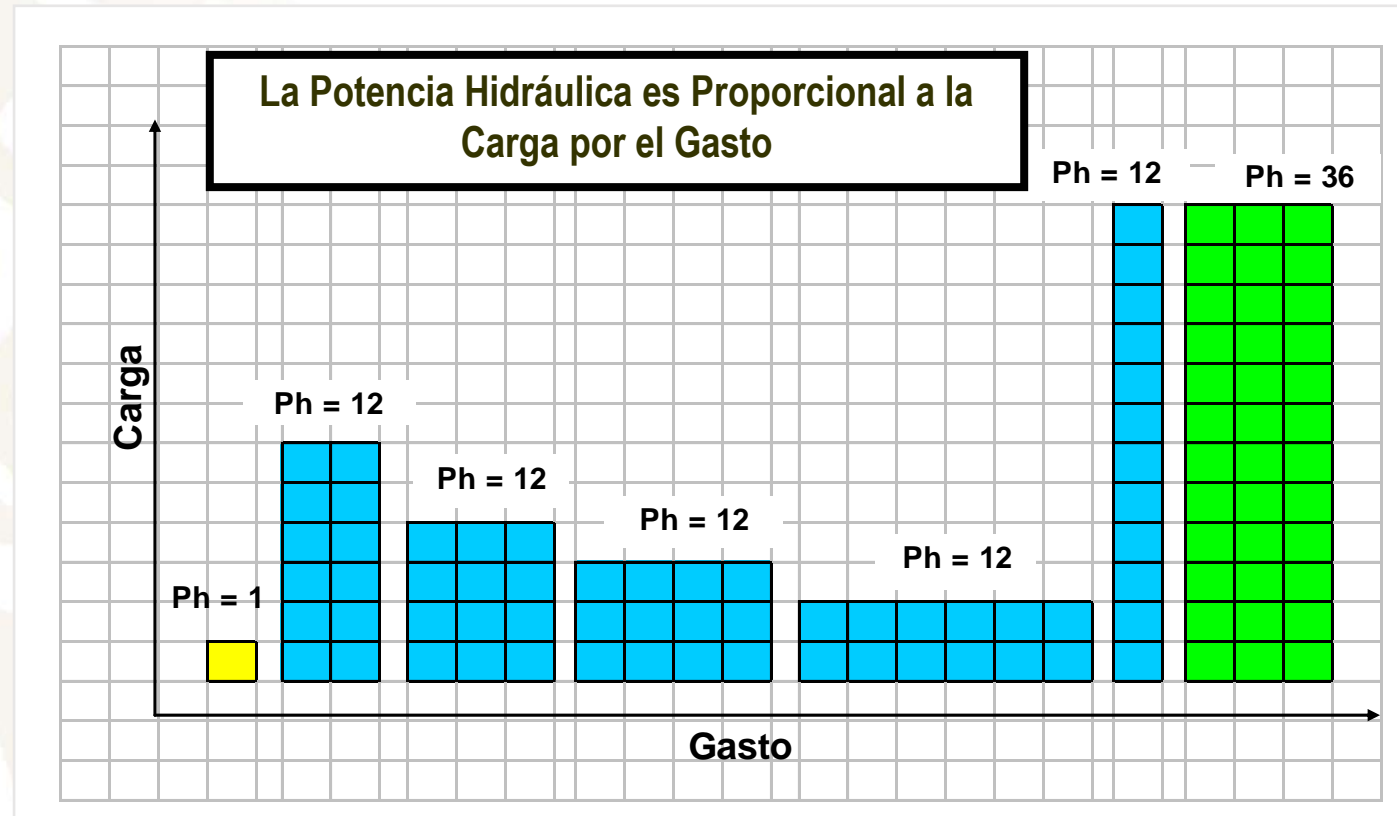 La Potencia Hidráulica es Proporcional a la
Carga por el Gasto
Ph = 12
Ph = 36
Carga
Ph = 12
Ph = 12
Ph = 12
Ph = 12
Ph = 1
Gasto